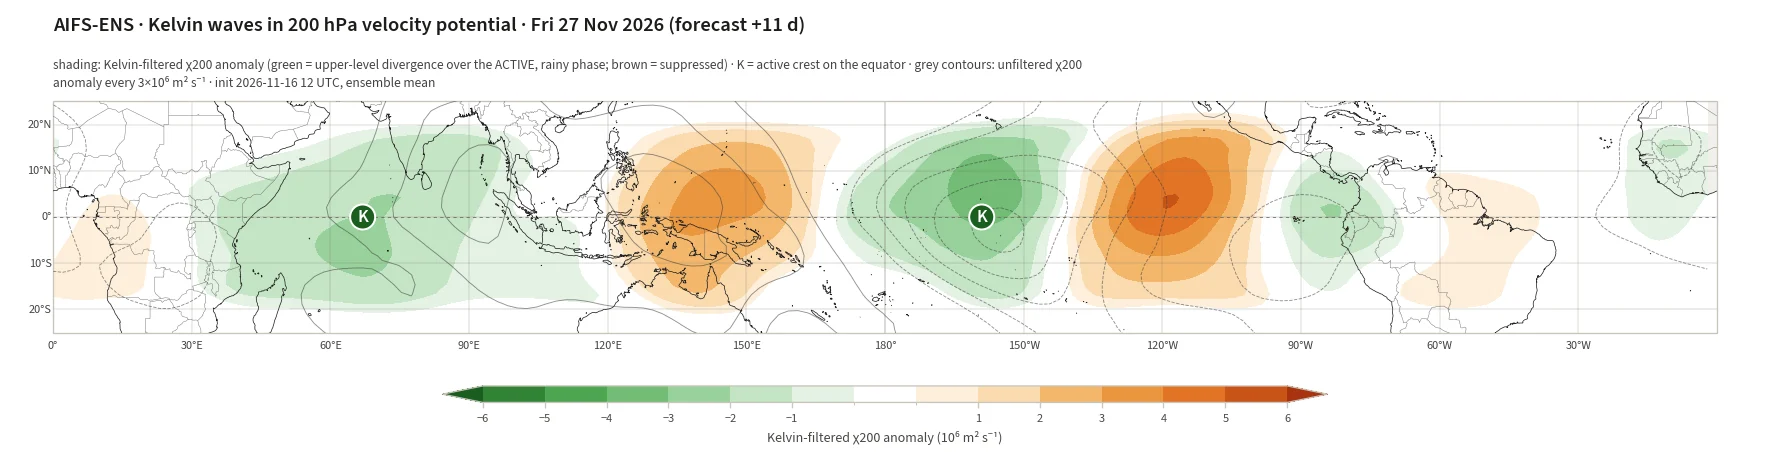 AIFS-ENS · Kelvin waves in 200 hPa velocity potential · Fri 27 Nov 2026 (forecast +11 d)
shading: Kelvin-filtered χ200 anomaly (green = upper-level divergence over the ACTIVE, rainy phase; brown = suppressed) · K = active crest on the equator · grey contours: unfiltered χ200
anomaly every 3×10⁶ m² s⁻¹ · init 2026-11-16 12 UTC, ensemble mean
20°N
10°N
0°
10°S
20°S
K
K
0° 30°E 60°E 90°E 120°E 150°E 180° 150°W 120°W 90°W 60°W 30°W
−6 −5 −4 −3 −2 −1 1 2 3 4 5 6
Kelvin-filtered χ200 anomaly (10⁶ m² s⁻¹)